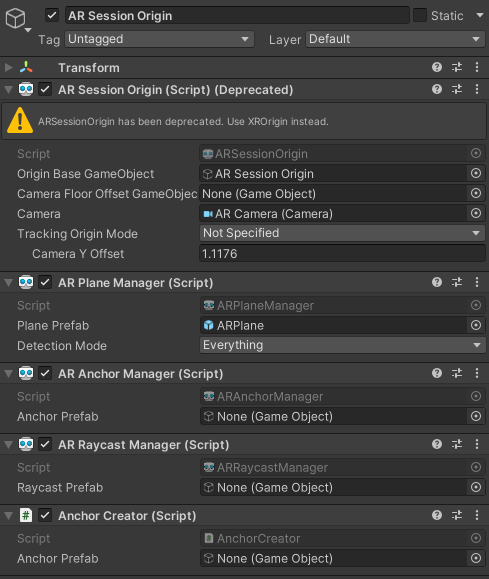 AR Session Origin Static
Tag Untagged Layer Default
Transform
AR Session Origin (Script) (Deprecated)
ARSessionOrigin has been deprecated. Use XROrigin instead.
Script ARSessionOrigin
Origin Base GameObject AR Session Origin
Camera Floor Offset GameObjec None (Game Object)
Camera AR Camera (Camera)
Tracking Origin Mode Not Specified
Camera Y Offset 1.1176
AR Plane Manager (Script)
Script ARPlaneManager
Plane Prefab ARPlane
Detection Mode Everything
AR Anchor Manager (Script)
Script ARAnchorManager
Anchor Prefab None (Game Object)
AR Raycast Manager (Script)
Script ARRaycastManager
Raycast Prefab None (Game Object)
# Anchor Creator (Script)
Script AnchorCreator
Anchor Prefab None (Game Object)